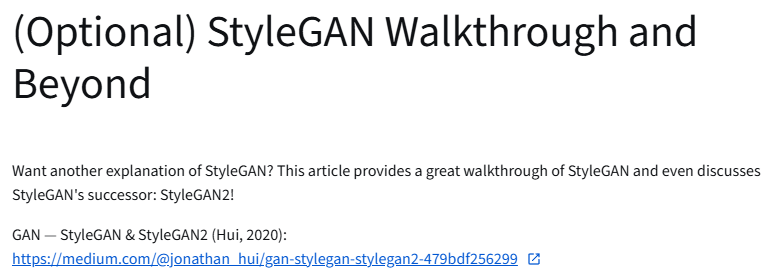 (Optional) StyleGAN Walkthrough and
Beyond
Want another explanation of StyleGAN? This article provides a great walkthrough of StyleGAN and even discusses
StyleGAN's successor: StyleGAN2!
GAN — StyleGAN & StyleGAN2 (Hui, 2020):
https://medium.com/@jonathan_hui/gan-stylegan-stylegan2-479bdf256299